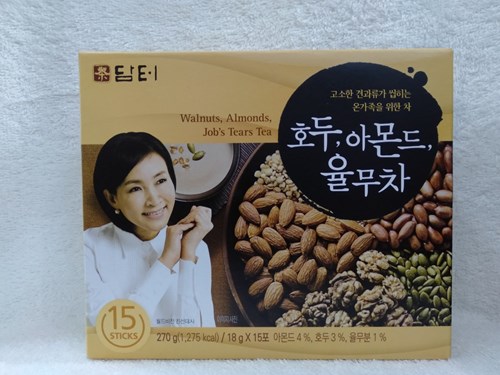 茶 담터
Walnuts, Almonds,
Job's Tears Tea
고소한 견과류가 씹히는
온가족을 위한 차
호두, 아몬드,
율무차
15
STICKS
270 g(1,275 kcal) / 18 g X 15포 아몬드 4%, 호두 3%, 율무분 1%